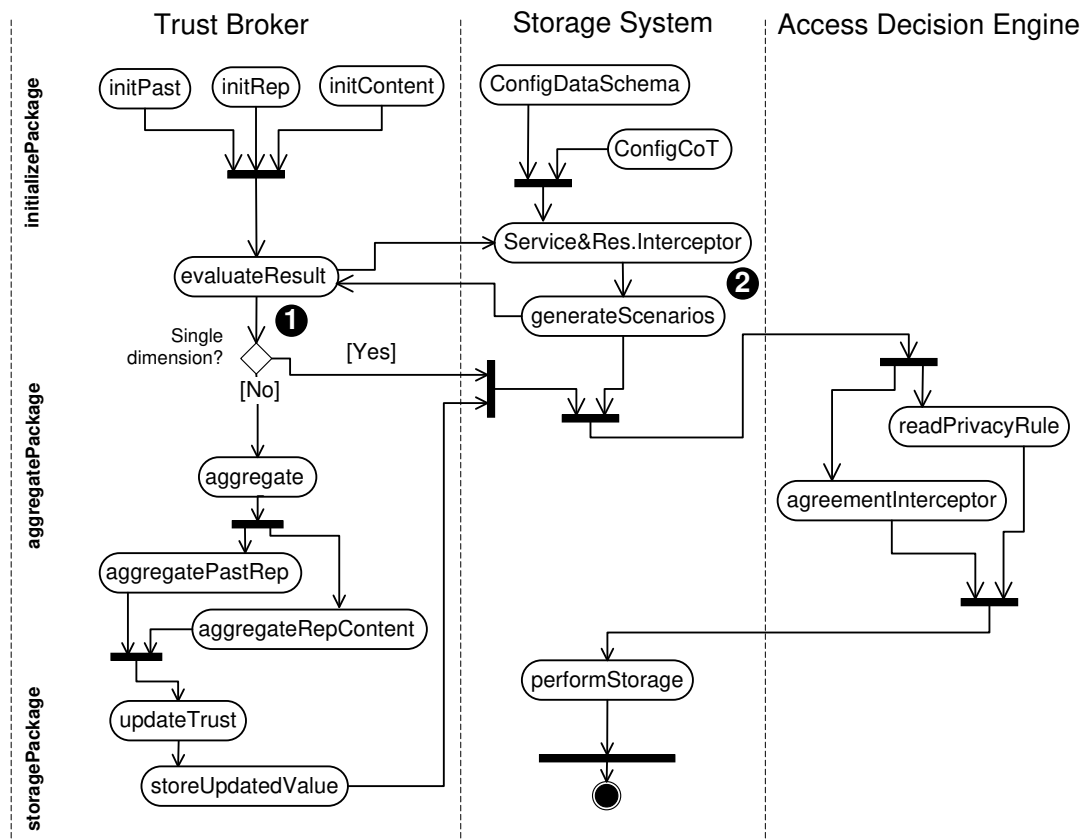 Trust Broker
Storage System
Access Decision Engine
initializePackage
initPast
initRep
initContent
ConfigDataSchema
ConfigCoT
Service&Res.Interceptor
evaluateResult
generateScenarios
1
2
Single
dimension?
[Yes]
[No]
aggregatePackage
readPrivacyRule
aggregate
agreementInterceptor
aggregatePastRep
aggregateRepContent
performStorage
storagePackage
updateTrust
storeUpdatedValue